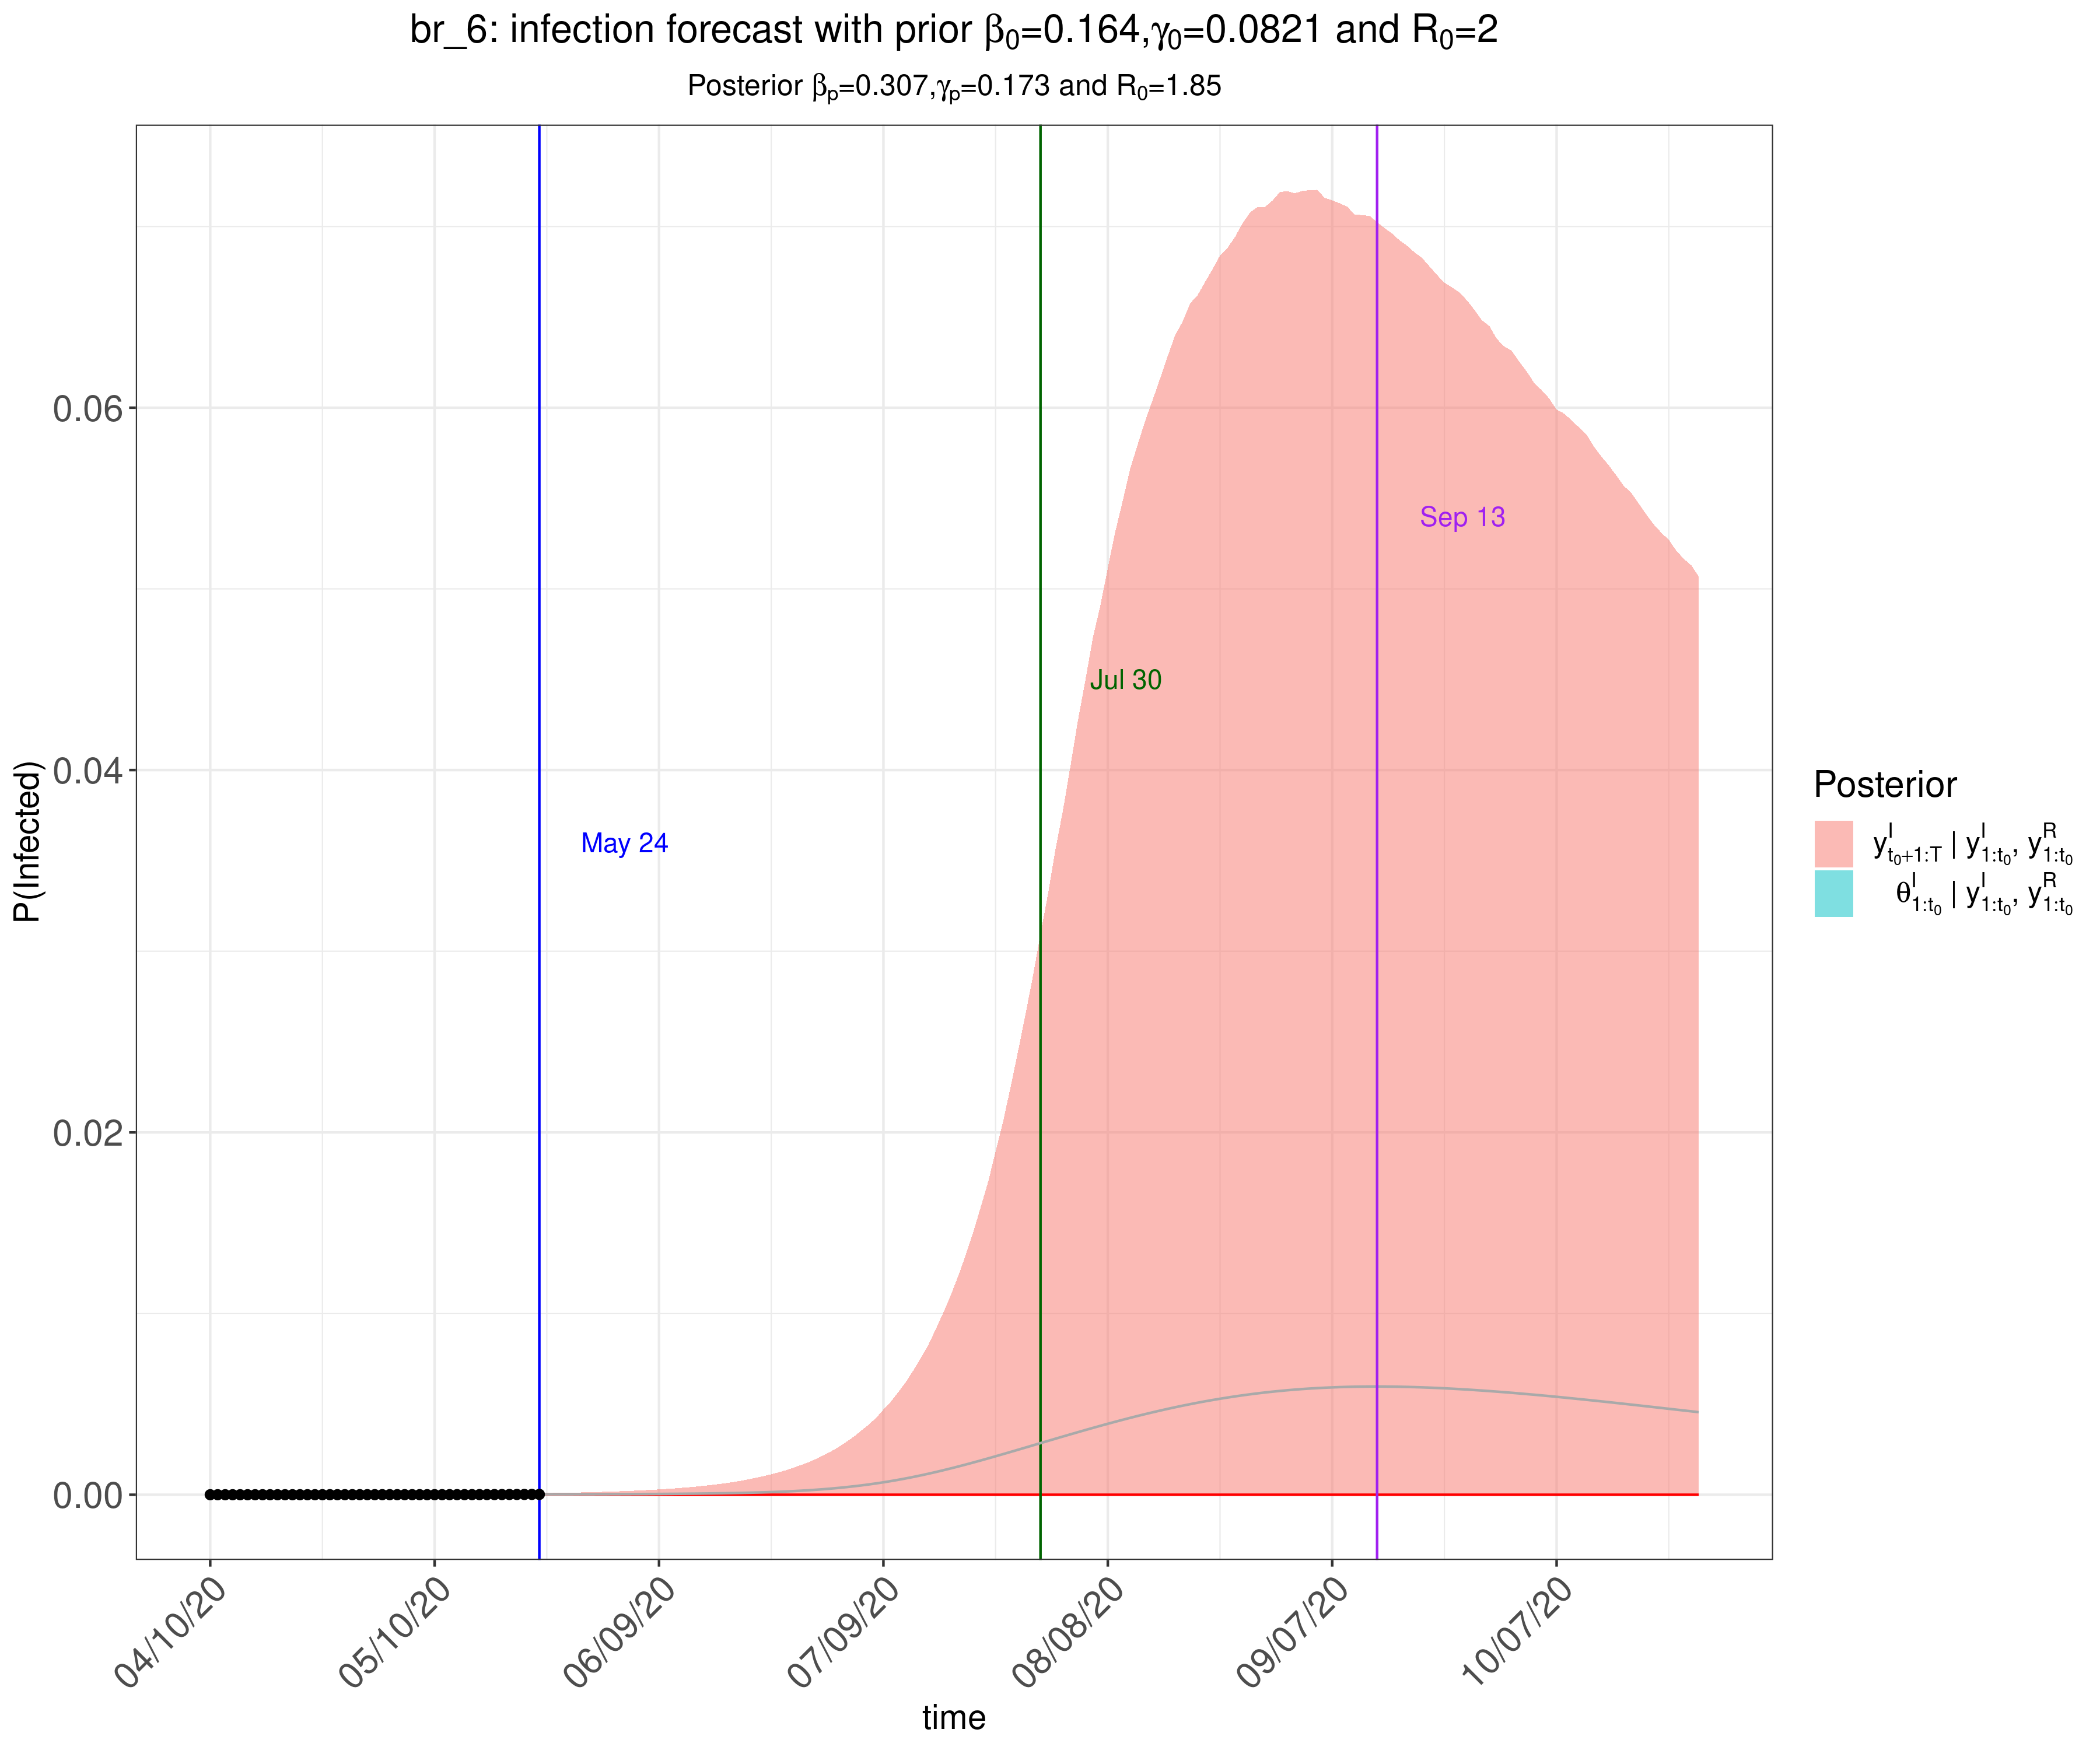 br_6: infection forecast with prior β₀=0.164,γ₀=0.0821 and R₀=2
Posterior βₚ=0.307,γₚ=0.173 and R₀=1.85
P(Infected)
0.06
0.04
0.02
0.00
May 24
Jul 30
Sep 13
04/10/20
05/10/20
06/09/20
07/09/20
08/08/20
09/07/20
10/07/20
time
Posterior
y^I_{t₀+1:T} | y^I_{1:t₀}, y^R_{1:t₀}
θ^I_{1:t₀} | y^I_{1:t₀}, y^R_{1:t₀}